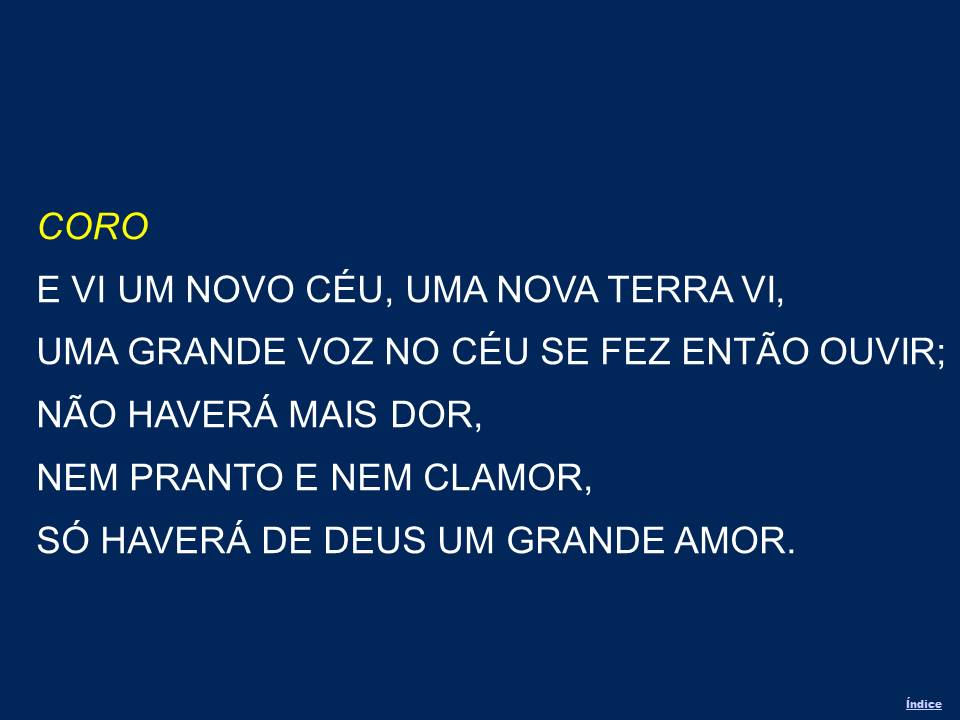 CORO
E VI UM NOVO CÉU, UMA NOVA TERRA VI,
UMA GRANDE VOZ NO CÉU SE FEZ ENTÃO OUVIR;
NÃO HAVERÁ MAIS DOR,
NEM PRANTO E NEM CLAMOR,
SÓ HAVERÁ DE DEUS UM GRANDE AMOR.
Índice